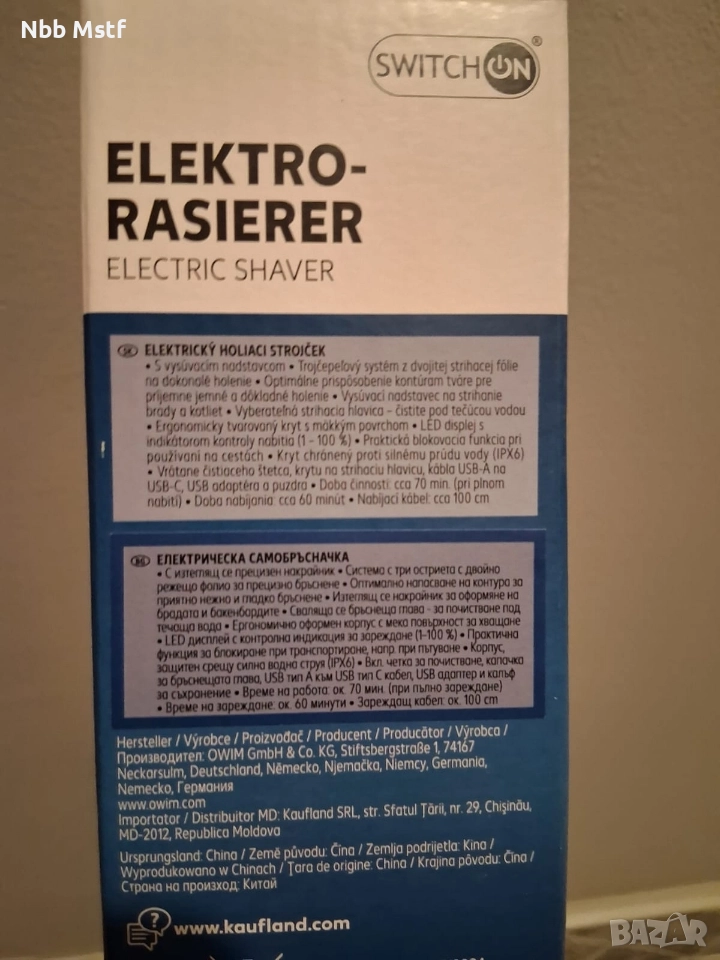 Nbb Mstf
SWITCH ON ®
ELEKTRO-
RASIERER
ELECTRIC SHAVER
SK ELEKTRICKÝ HOLIACI STROJČEK
• S vysúvacím nadstavcom • Trojčepeľový systém z dvojitej strihacej fólie
na dokonalé holenie • Optimálne prispôsobenie kontúram tváre pre
príjemne jemné a dôkladné holenie • Vysúvací nadstavec na strihanie
brady a kotliet • Vyberateľná strihacia hlavica – čistite pod tečúcou vodou
• Ergonomicky tvarovaný kryt s mäkkým povrchom • LED displej s
indikátorom kontroly nabitia (1 - 100 %) • Praktická blokovacia funkcia pri
používaní na cestách • Kryt chránený proti silnému prúdu vody (IPX6)
• Vrátane čistiaceho štetca, krytu na strihaciu hlavicu, kábla USB-A na
USB-C, USB adaptéra a puzdra • Doba činnosti: cca 70 min. (pri plnom
nabití) • Doba nabíjania: cca 60 minút • Nabíjací kábel: cca 100 cm
BG ЕЛЕКТРИЧЕСКА САМОБРЪСНАЧКА
• С изтеглящ се прецизен накрайник • Система с три остриета с двойно
режещо фолио за прецизно бръснене • Оптимално напасване на контура за
приятно нежно и гладко бръснене • Изтеглящ се накрайник за оформяне на
брадата и бакенбардите • Сваляща се бръснеща глава - за почистване под
течаща вода • Ергономично оформен корпус с мека повърхност за хващане
• LED дисплей с контролна индикация за зареждане (1-100 %) • Практична
функция за блокиране при транспортиране, напр. при пътуване • Корпус,
защитен срещу силна водна струя (IPX6) • Вкл. четка за почистване, капачка
за бръснещата глава, USB тип A към USB тип C кабел, USB адаптер и калъф
за съхранение • Време на работа: ок. 70 мин. (при пълно зареждане)
• Време на зареждане: ок. 60 минути • Зареждащ кабел: ок. 100 cm
Hersteller / Výrobce / Proizvođač / Producent / Producător / Výrobca /
Производител: OWIM GmbH & Co. KG, Stiftsbergstraße 1, 74167
Neckarsulm, Deutschland, Německo, Njemačka, Niemcy, Germania,
Nemecko, Германия
www.owim.com
Importator / Distribuitor MD: Kaufland SRL, str. Sfatul Țării, nr. 29, Chișinău,
MD-2012, Republica Moldova
Ursprungsland: China / Země původu: Čína / Zemlja podrijetla: Kina /
Wyprodukowano w Chinach / Țara de origine: China / Krajina pôvodu: Čína /
Страна на произход: Китай
www.kaufland.com
BAZAR